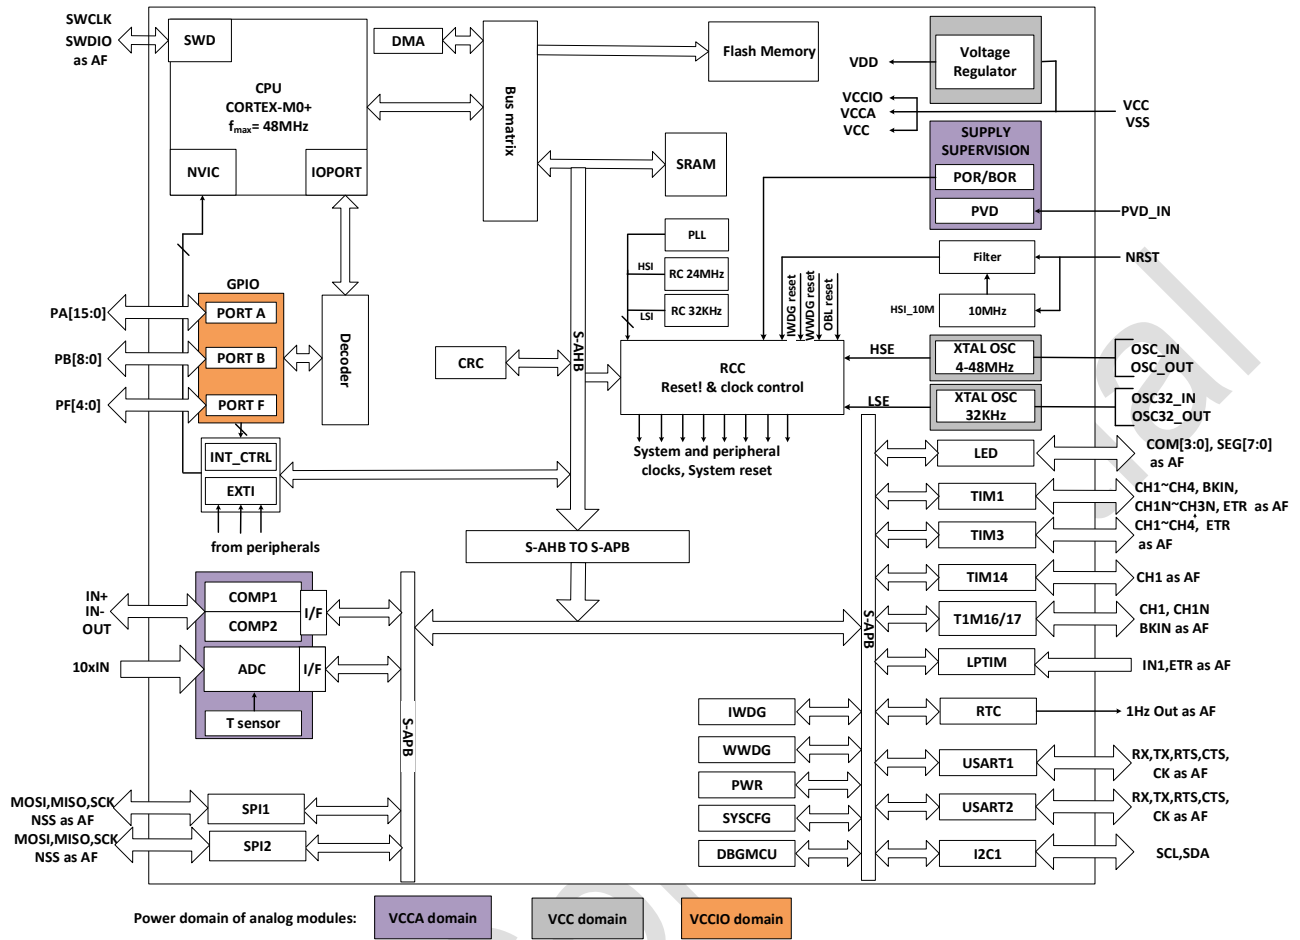 SWCLK
SWDIO
as AF
SWD
CPU
CORTEX-M0+
fmax= 48MHz
NVIC
IOPORT
DMA
Bus matrix
Flash Memory
SRAM
VDD
VCCIO
VCCA
VCC
Voltage
Regulator
VCC
VSS
SUPPLY
SUPERVISION
POR/BOR
PVD
PVD_IN
Filter
NRST
HSI_10M
10MHz
PLL
HSI
RC 24MHz
LSI
RC 32KHz
IWDG reset
WWDG reset
OBL reset
RCC
Reset! & clock control
HSE
XTAL OSC
4-48MHz
OSC_IN
OSC_OUT
LSE
XTAL OSC
32KHz
OSC32_IN
OSC32_OUT
System and peripheral
clocks, System reset
GPIO
PA[15:0]
PORT A
PB[8:0]
PORT B
PF[4:0]
PORT F
Decoder
CRC
S-AHB
INT_CTRL
EXTI
from peripherals
S-AHB TO S-APB
IN+
IN-
OUT
COMP1
COMP2
I/F
10xIN
ADC
I/F
T sensor
S-APB
MOSI,MISO,SCK
NSS as AF
SPI1
MOSI,MISO,SCK
NSS as AF
SPI2
S-APB
LED
COM[3:0], SEG[7:0]
as AF
TIM1
CH1~CH4, BKIN,
CH1N~CH3N, ETR as AF
TIM3
CH1~CH4, ETR
as AF
TIM14
CH1 as AF
T1M16/17
CH1, CH1N
BKIN as AF
LPTIM
IN1,ETR as AF
IWDG
RTC
1Hz Out as AF
WWDG
USART1
RX,TX,RTS,CTS,
CK as AF
PWR
SYSCFG
USART2
RX,TX,RTS,CTS,
CK as AF
DBGMCU
I2C1
SCL,SDA
Power domain of analog modules:
VCCA domain
VCC domain
VCCIO domain